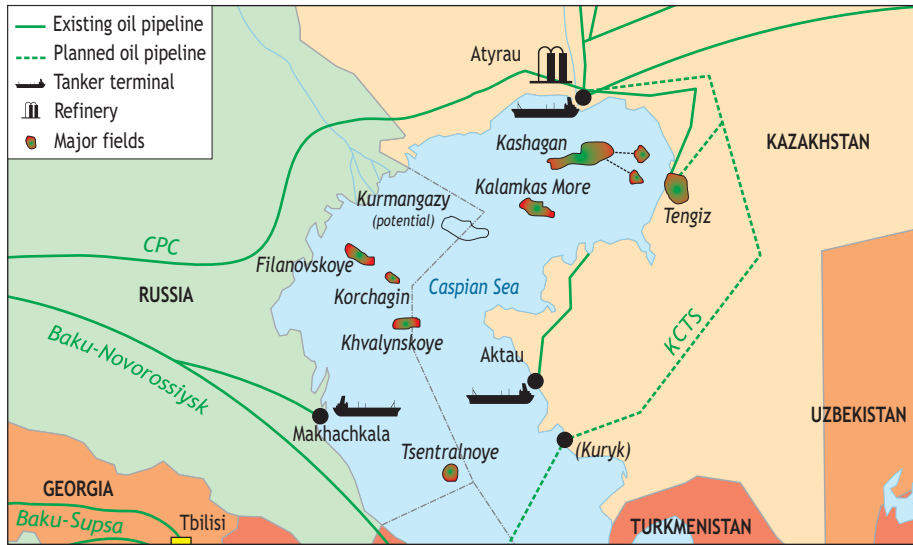 Existing oil pipeline
Planned oil pipeline
Tanker terminal
Refinery
Major fields
Atyrau
KAZAKHSTAN
Kashagan
Kalamkas More
Kurmangazy
(potential)
Tengiz
CPC
Filanovskoye
Caspian Sea
RUSSIA
Korchagin
Khvalynskoye
KCTS
Baku-Novorossiysk
Aktau
UZBEKISTAN
Makhachkala
(Kuryk)
Tsentralnoye
GEORGIA
Baku-Supsa
Tbilisi
TURKMENISTAN